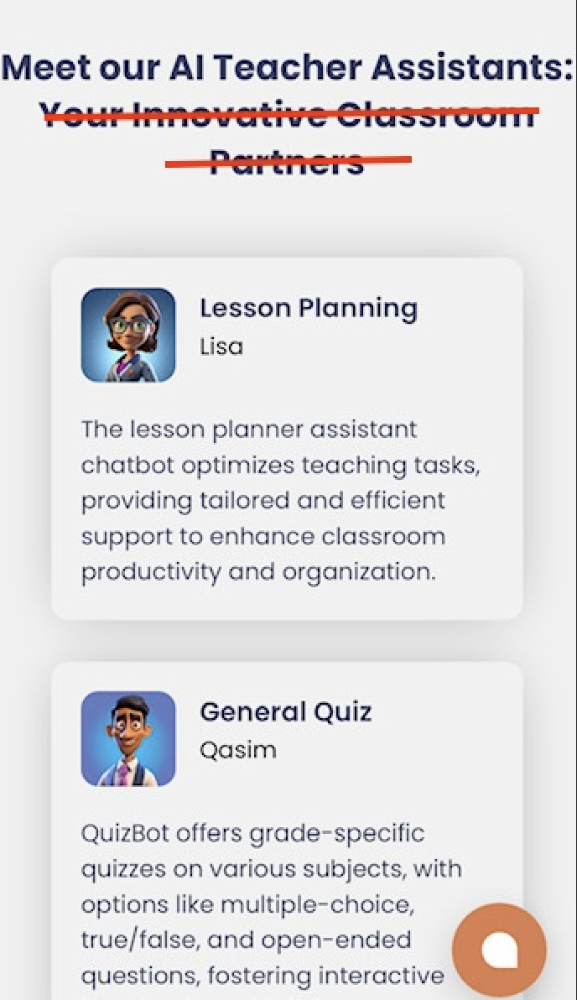 Meet our AI Teacher Assistants:
Your Innovative Classroom
Partners
Lesson Planning
Lisa
The lesson planner assistant
chatbot optimizes teaching tasks,
providing tailored and efficient
support to enhance classroom
productivity and organization.
General Quiz
Qasim
QuizBot offers grade-specific
quizzes on various subjects, with
options like multiple-choice,
true/false, and open-ended
questions, fostering interactive